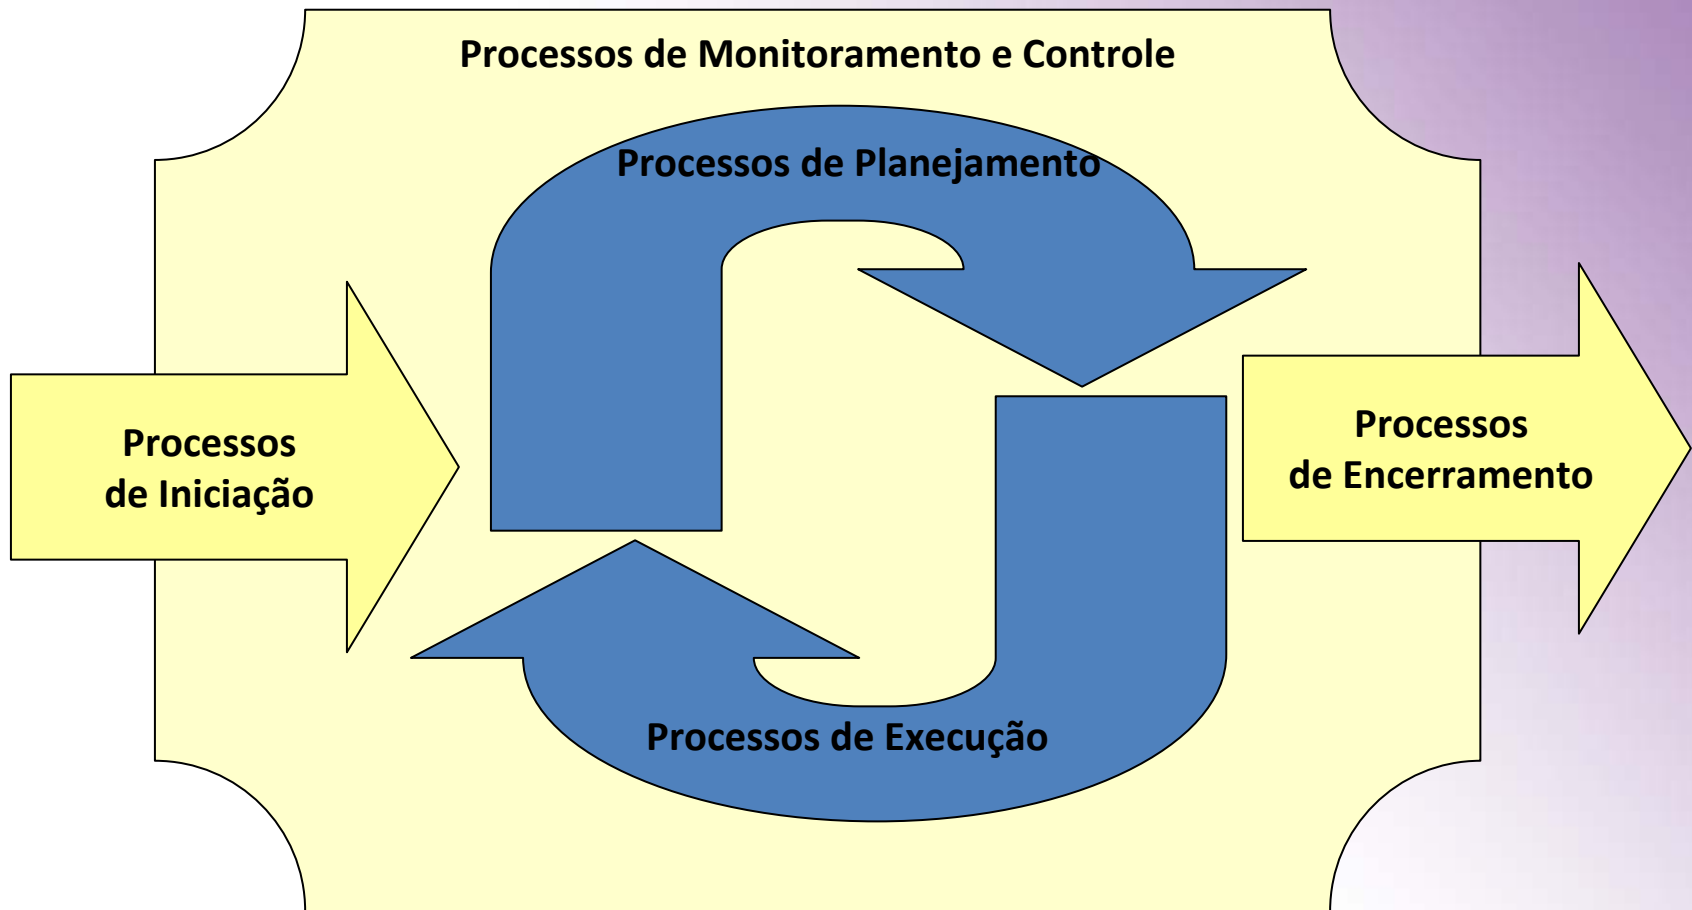 Processos de Monitoramento e Controle
Processos de Planejamento
Processos
de Iniciação
Processos
de Encerramento
Processos de Execução